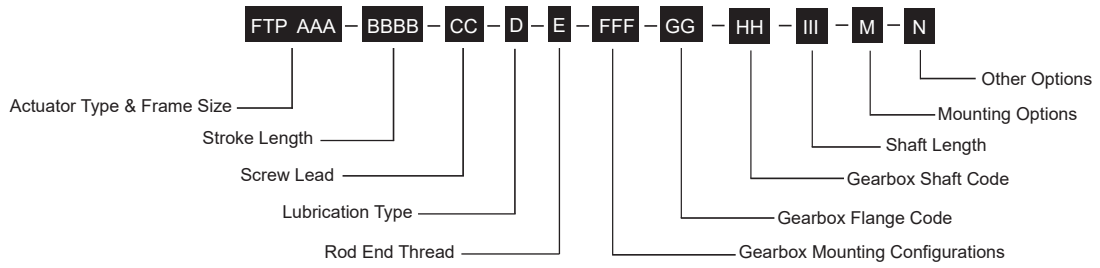 FTP AAA – BBBB – CC – D – E – FFF – GG – HH – III – M – N
Other Options
Actuator Type & Frame Size
Mounting Options
Stroke Length
Shaft Length
Screw Lead
Gearbox Shaft Code
Lubrication Type
Gearbox Flange Code
Rod End Thread
Gearbox Mounting Configurations